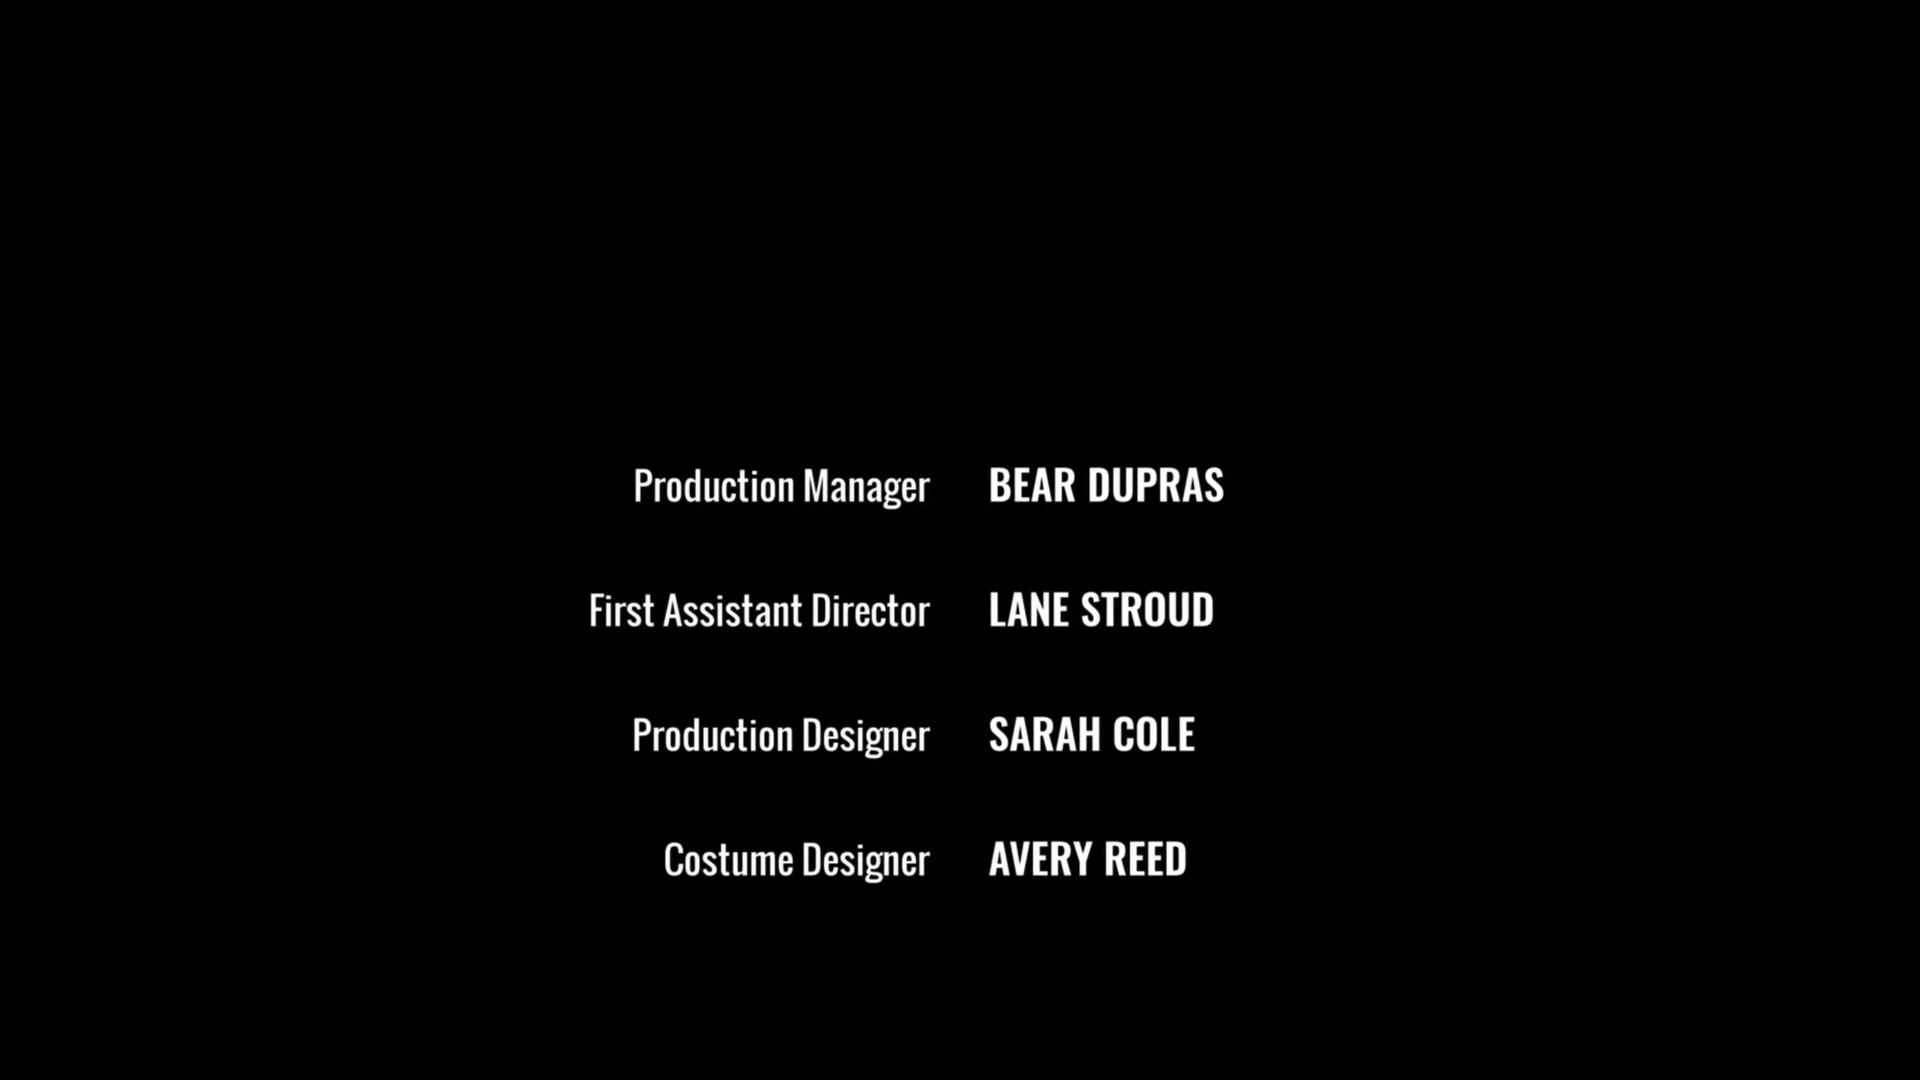 Production Manager BEAR DUPRAS
First Assistant Director LANE STROUD
Production Designer SARAH COLE
Costume Designer AVERY REED